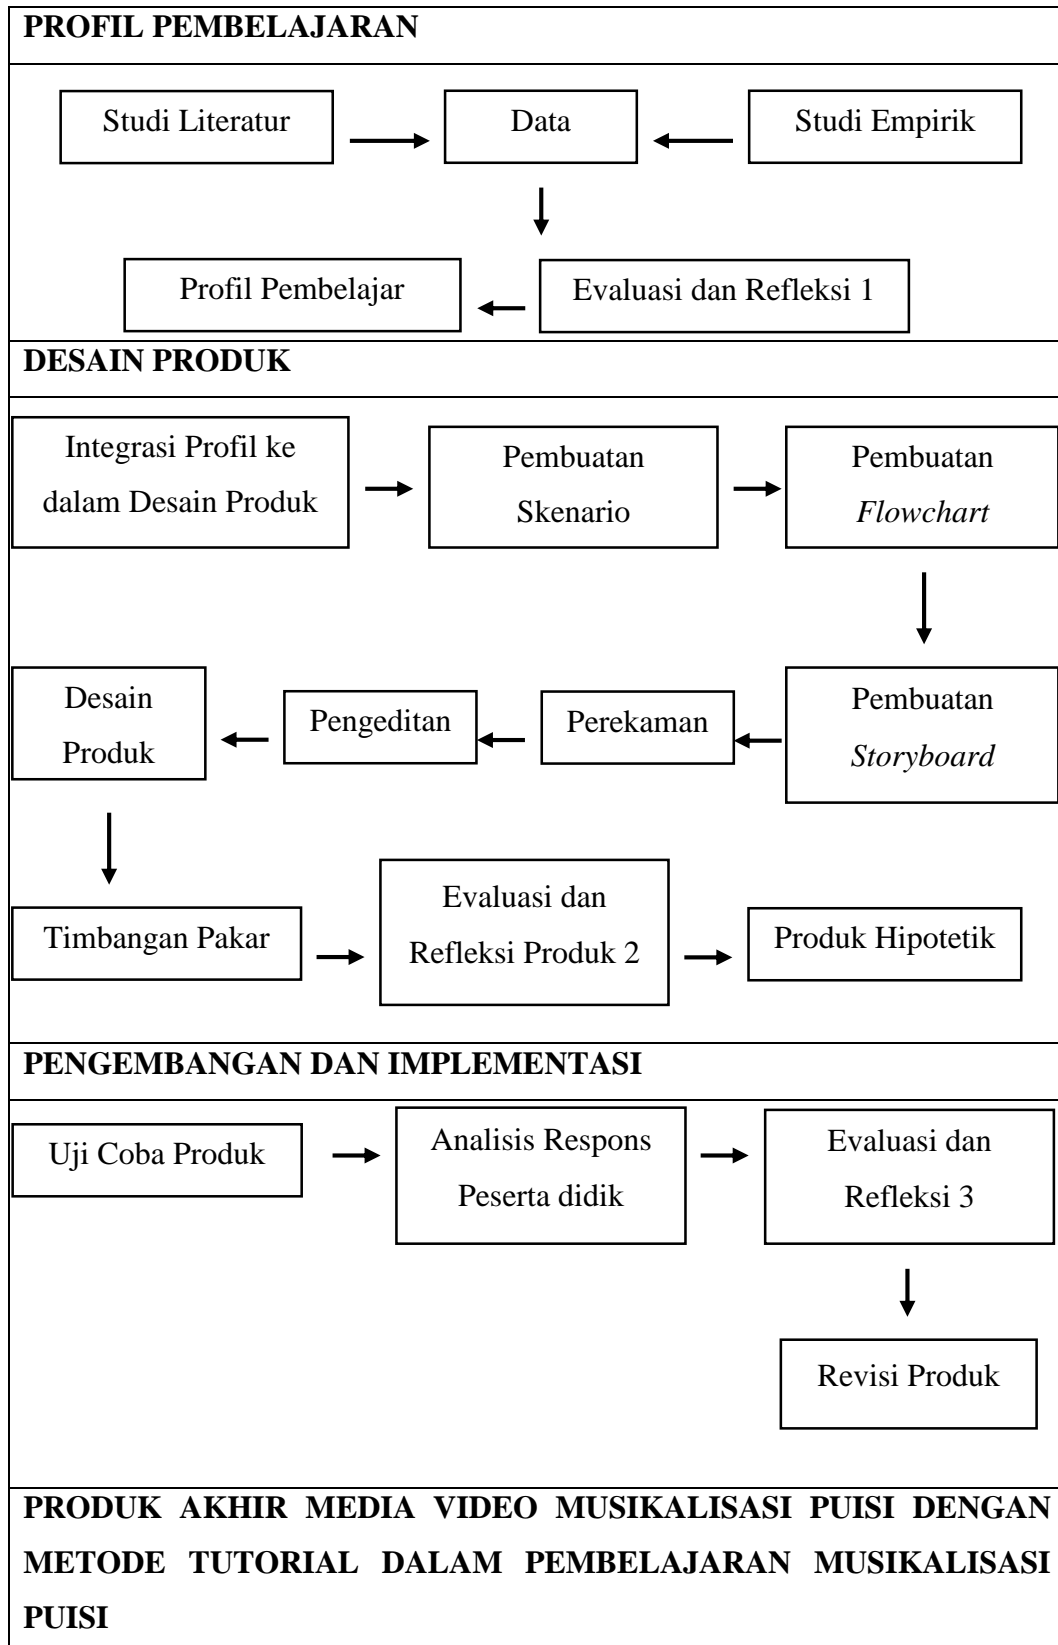 PROFIL PEMBELAJARAN
Studi Literatur
Data
Studi Empirik
Profil Pembelajar
Evaluasi dan Refleksi 1
DESAIN PRODUK
Integrasi Profil ke
dalam Desain Produk
Pembuatan
Skenario
Pembuatan
Flowchart
Desain
Produk
Pengeditan
Perekaman
Pembuatan
Storyboard
Timbangan Pakar
Evaluasi dan
Refleksi Produk 2
Produk Hipotetik
PENGEMBANGAN DAN IMPLEMENTASI
Uji Coba Produk
Analisis Respons
Peserta didik
Evaluasi dan
Refleksi 3
Revisi Produk
PRODUK AKHIR MEDIA VIDEO MUSIKALISASI PUISI DENGAN
METODE TUTORIAL DALAM PEMBELAJARAN MUSIKALISASI
PUISI